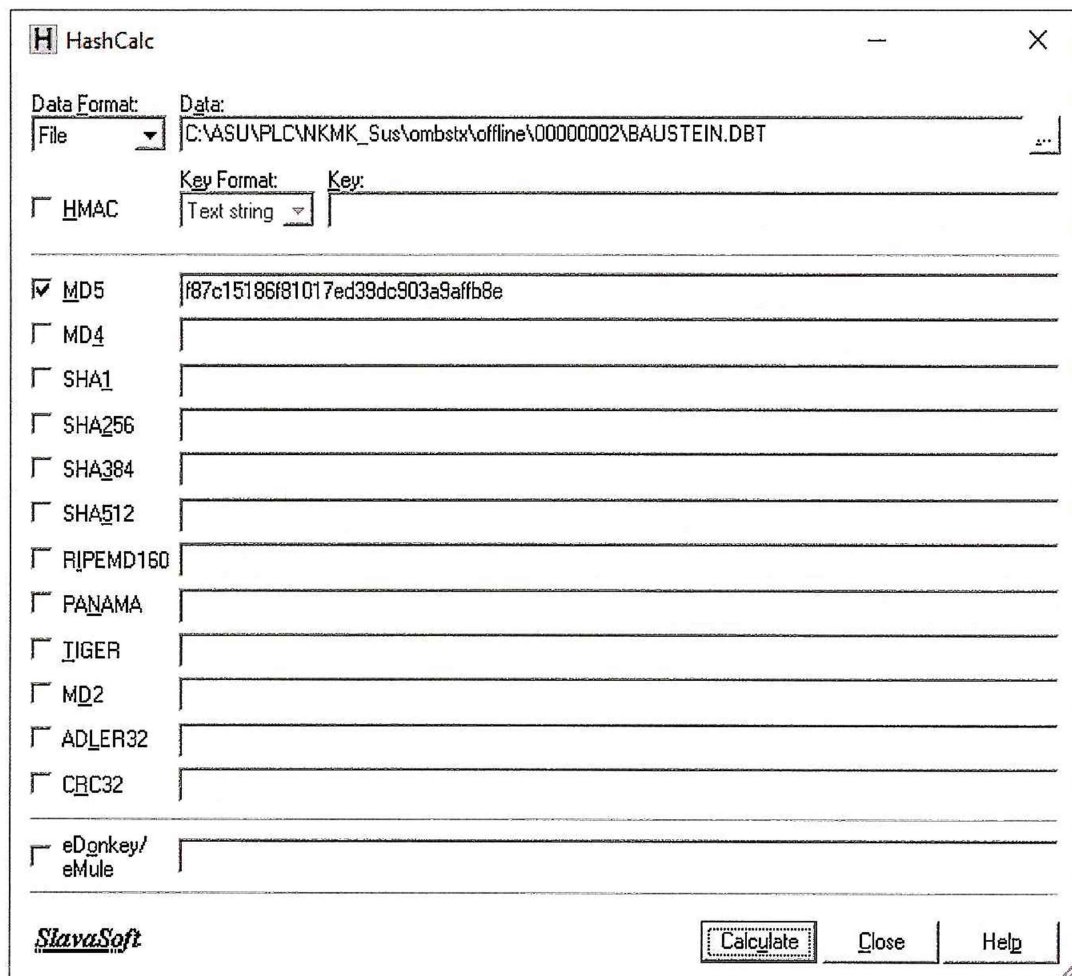 H HashCalc
Data Format: Data:
File C:\ASU\PLC\NKMK_Sus\ombstx\offline\00000002\BAUSTEIN.DBT ...
Key Format: Key:
HMAC Text string
MD5 f87c15186f81017ed39dc903a9affb8e
MD4
SHA1
SHA256
SHA384
SHA512
RIPEMD160
PANAMA
TIGER
MD2
ADLER32
CRC32
eDonkey/
eMule
SlavaSoft Calculate Close Help